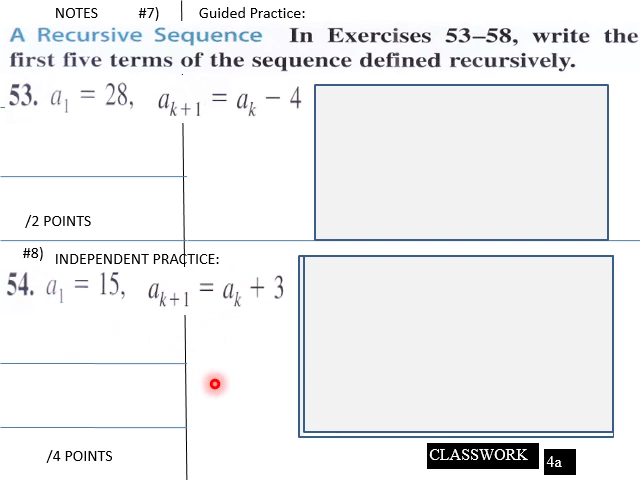 NOTES #7) Guided Practice:
A Recursive Sequence In Exercises 53–58, write the
first five terms of the sequence defined recursively.
53. a₁ = 28, aₖ₊₁ = aₖ − 4
/2 POINTS
#8) INDEPENDENT PRACTICE:
54. a₁ = 15, aₖ₊₁ = aₖ + 3
/4 POINTS
CLASSWORK 4a